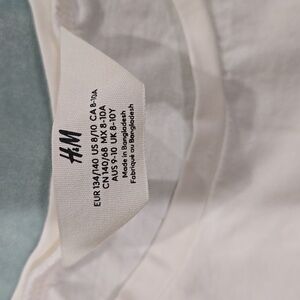 H&M
EUR 134/140 US 8/10 CA 8-10A
CN 140/68 MX 8-10A
AUS 9-10 UK 8-10Y
Made in Bangladesh
Fabriqué au Bangladesh